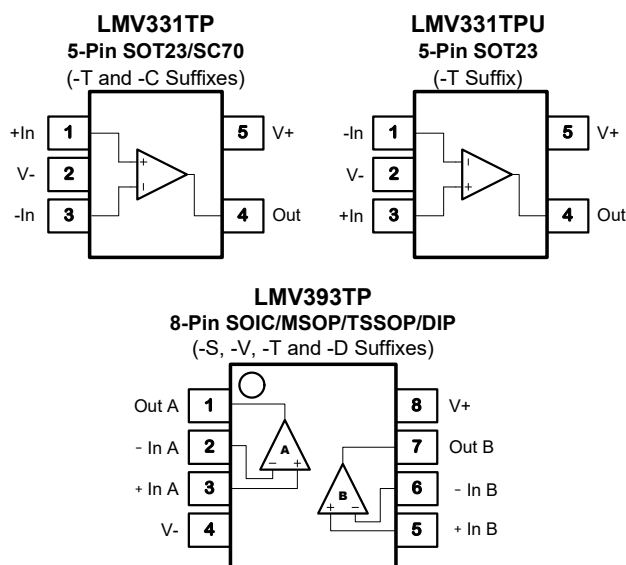 LMV331TP
5-Pin SOT23/SC70
(-T and -C Suffixes)
+In 1
V- 2
-In 3
5 V+
4 Out
+
−
LMV331TPU
5-Pin SOT23
(-T Suffix)
-In 1
V- 2
+In 3
5 V+
4 Out
−
+
LMV393TP
8-Pin SOIC/MSOP/TSSOP/DIP
(-S, -V, -T and -D Suffixes)
Out A 1
- In A 2
+ In A 3
V- 4
8 V+
7 Out B
6 - In B
5 + In B
A
− +
B
+ −